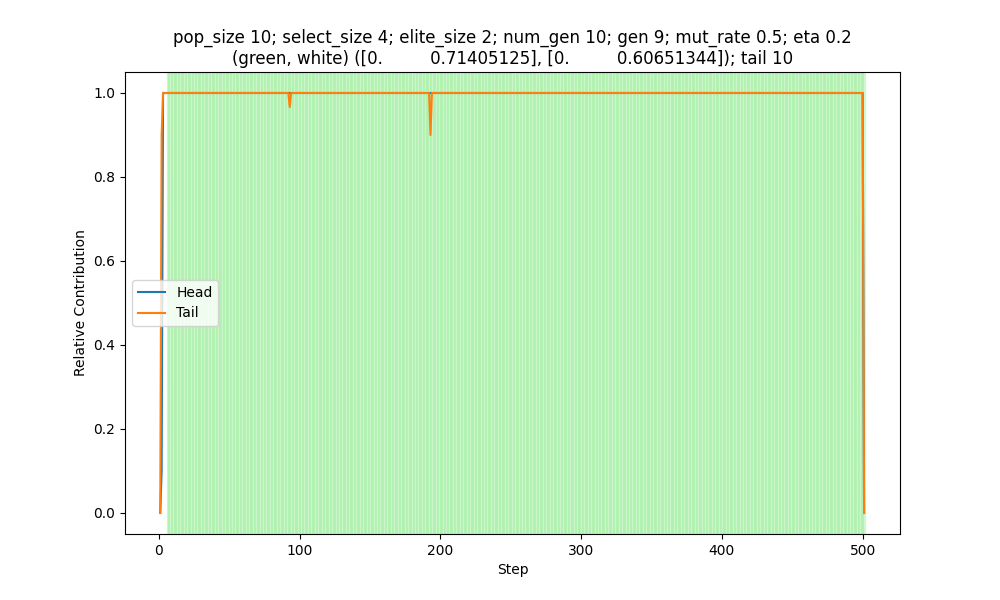 pop_size 10; select_size 4; elite_size 2; num_gen 10; gen 9; mut_rate 0.5; eta 0.2
(green, white) ([0.          0.71405125], [0.          0.60651344]); tail 10
1.0
0.8
0.6
0.4
0.2
0.0
Relative Contribution
Head
Tail
0
100
200
300
400
500
Step